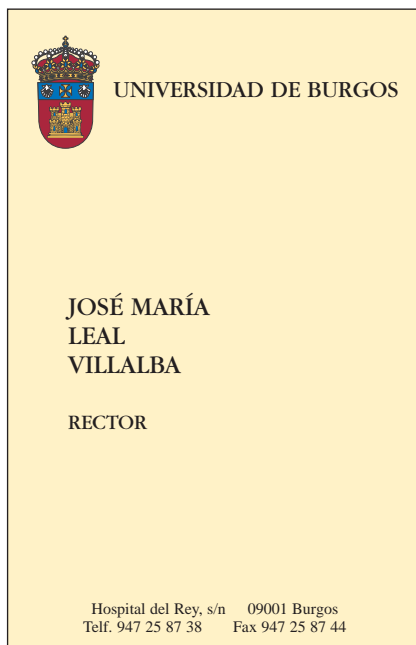 UNIVERSIDAD DE BURGOS
JOSÉ MARÍA
LEAL
VILLALBA
RECTOR
Hospital del Rey, s/n 09001 Burgos
Telf. 947 25 87 38 Fax 947 25 87 44